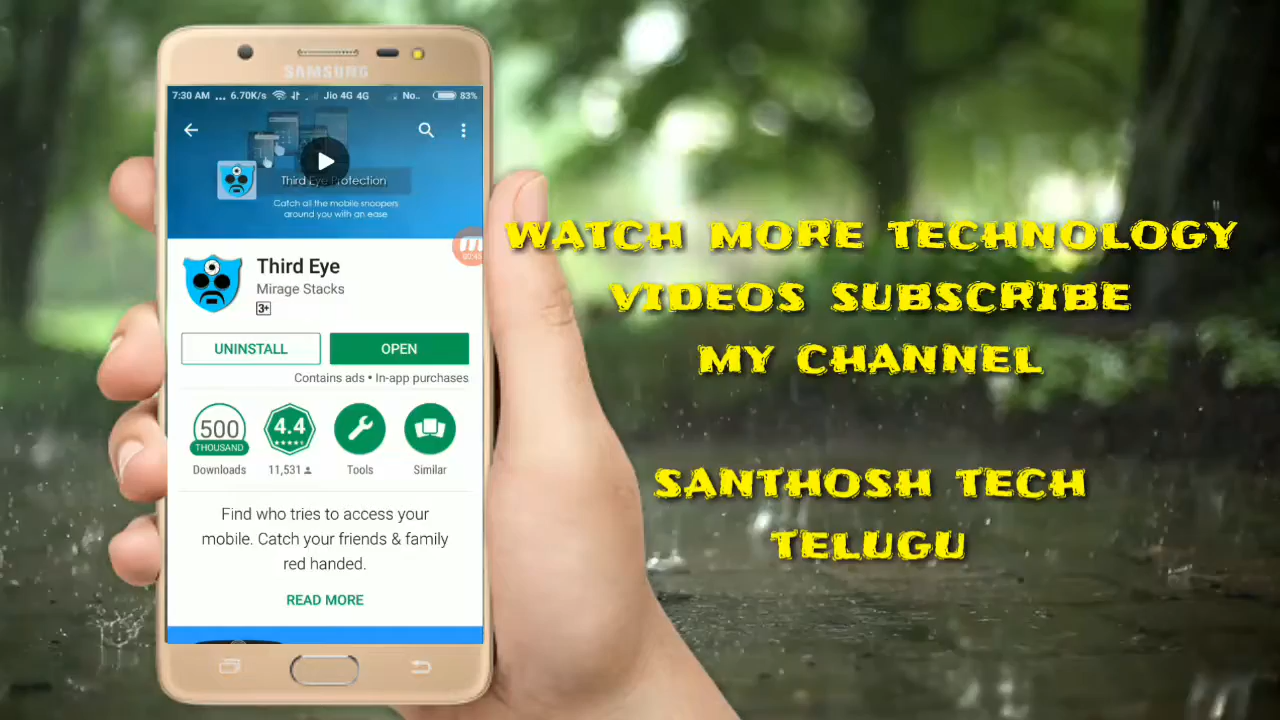 SAMSUNG
7:30 AM ... 6.70K/s Jio 4G 4G No.. 83%
Third Eye Protection
Catch all the mobile snoopers
around you with an ease
Third Eye
Mirage Stacks
3+
UNINSTALL OPEN
Contains ads • In-app purchases
500 4.4
THOUSAND
Downloads 11,531 Tools Similar
Find who tries to access your
mobile. Catch your friends & family
red handed.
READ MORE
WATCH MORE TECHNOLOGY
VIDEOS SUBSCRIBE
MY CHANNEL
SANTHOSH TECH
TELUGU